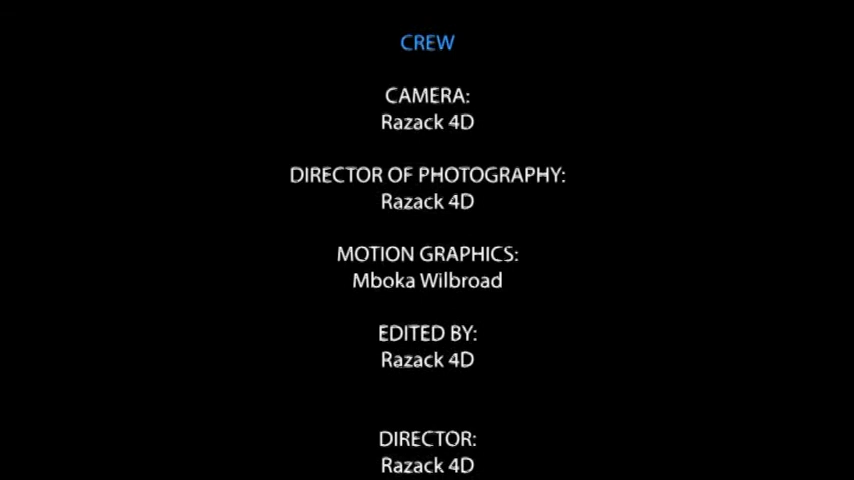 CREW
CAMERA:
Razack 4D
DIRECTOR OF PHOTOGRAPHY:
Razack 4D
MOTION GRAPHICS:
Mboka Wilbroad
EDITED BY:
Razack 4D
DIRECTOR:
Razack 4D